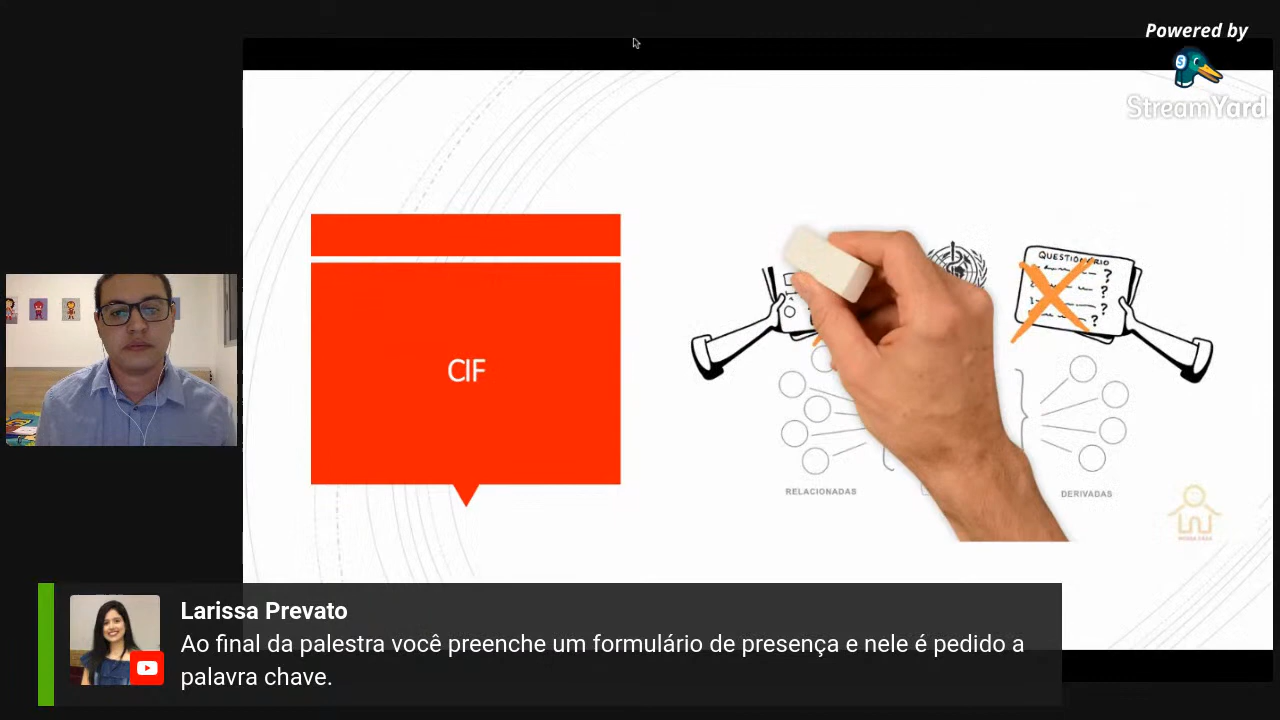 Powered by
StreamYard
CIF
QUESTIONÁRIO
RELACIONADAS
DERIVADAS
Larissa Prevato
Ao final da palestra você preenche um formulário de presença e nele é pedido a
palavra chave.